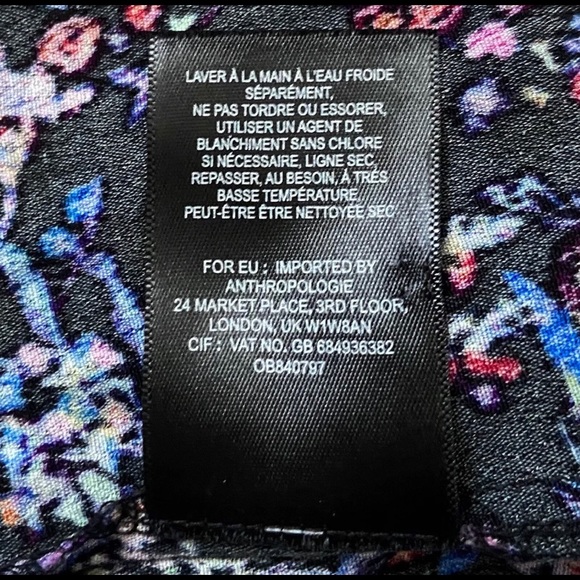 LAVER À LA MAIN À L'EAU FROIDE
SÉPARÉMENT,
NE PAS TORDRE OU ESSORER,
UTILISER UN AGENT DE
BLANCHIMENT SANS CHLORE
SI NÉCESSAIRE, LIGNE SEC,
REPASSER, AU BESOIN, À TRÈS
BASSE TEMPÉRATURE,
PEUT-ÊTRE ÊTRE NETTOYÉE SEC
FOR EU : IMPORTED BY
ANTHROPOLOGIE
24 MARKET PLACE, 3RD FLOOR,
LONDON, UK W1W8AN
CIF : VAT NO. GB 684936382
OB840797